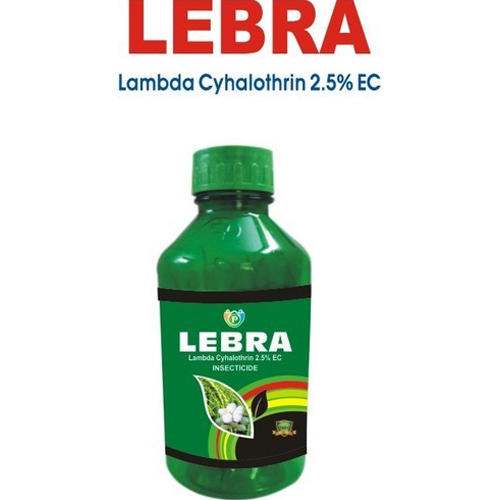 LEBRA
Lambda Cyhalothrin 2.5% EC
LEBRA
Lambda Cyhalothrin 2.5% EC
INSECTICIDE